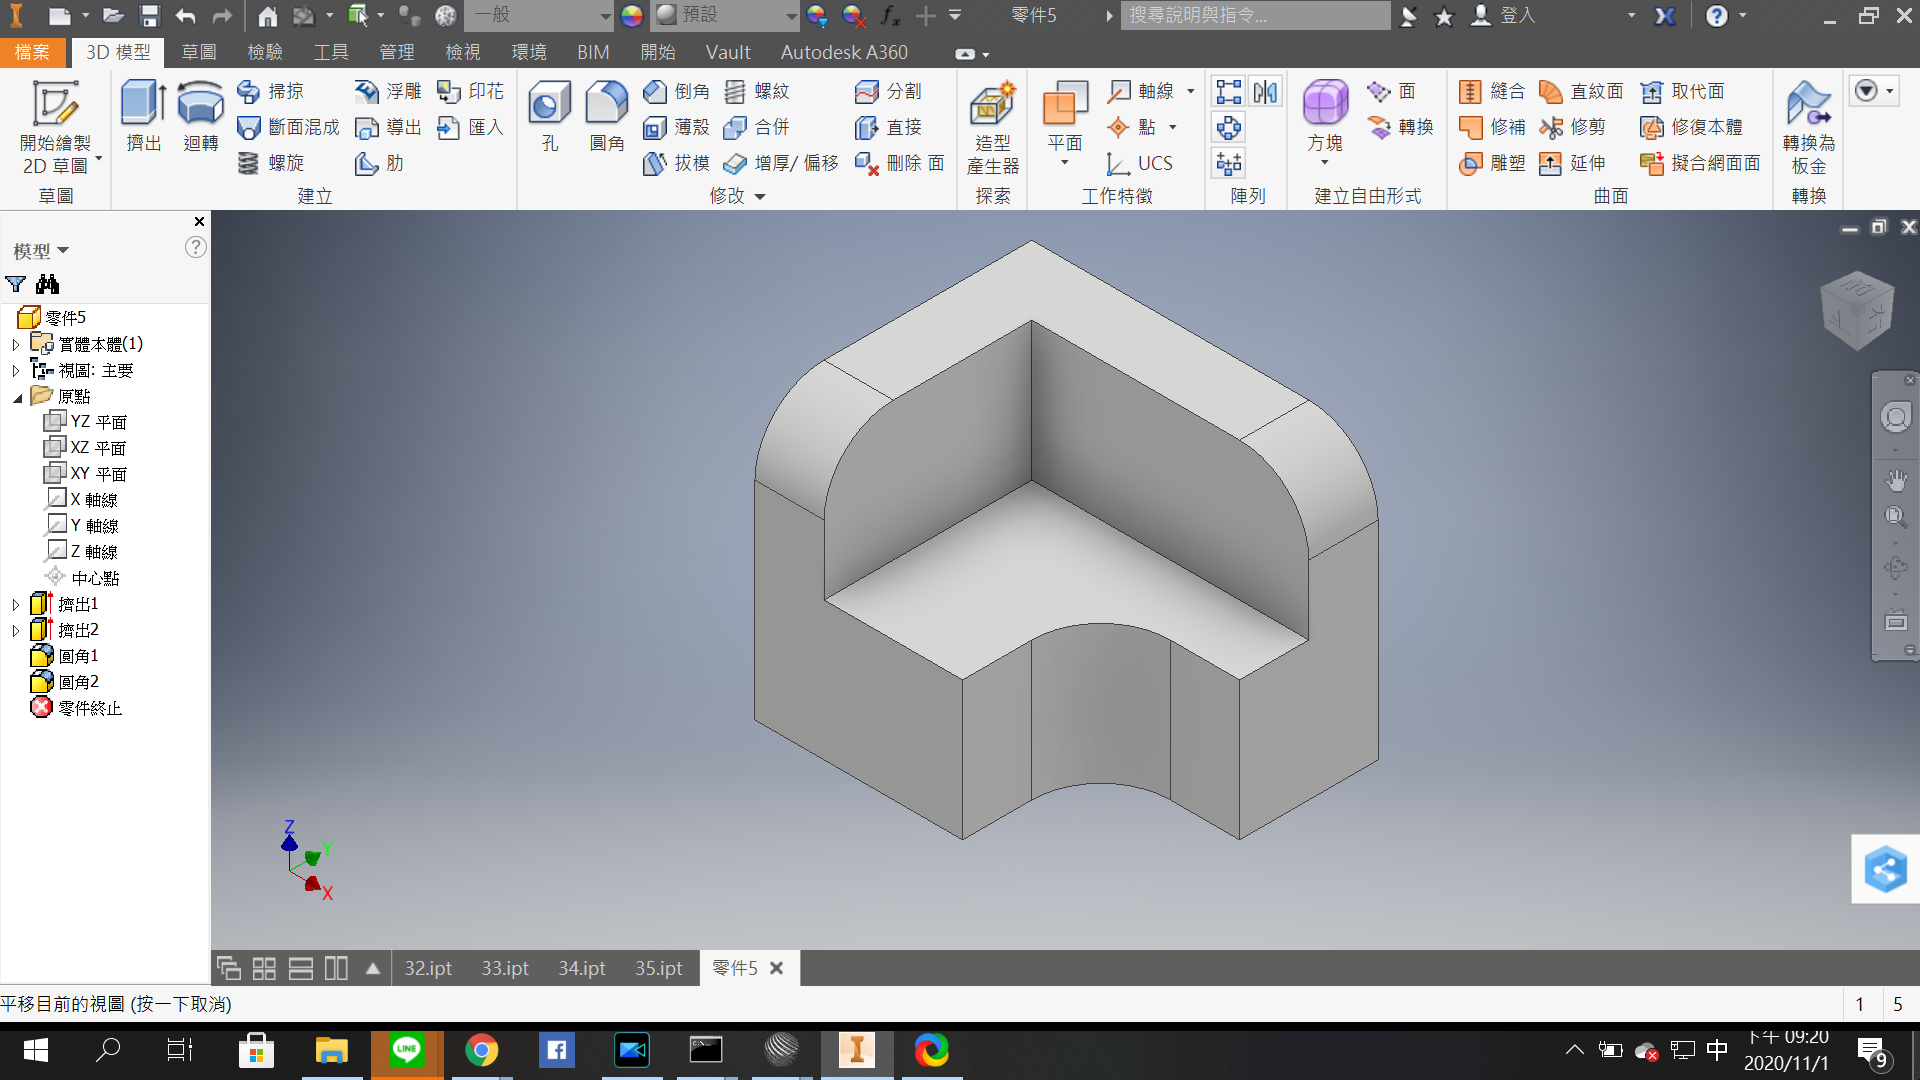 一般
預設
fx
零件5
搜尋說明與指令...
登入
檔案
3D 模型
草圖
檢驗
工具
管理
檢視
環境
BIM
開始
Vault
Autodesk A360
開始繪製
2D 草圖
擠出
迴轉
掃掠
斷面混成
螺旋
浮雕
導出
肋
印花
匯入
孔
圓角
倒角
薄殼
拔模
螺紋
合併
增厚/ 偏移
分割
直接
刪除 面
造型
產生器
平面
軸線
點
UCS
方塊
面
轉換
縫合
修補
雕塑
直紋面
修剪
延伸
取代面
修復本體
擬合網面面
轉換為
板金
草圖
建立
修改
探索
工作特徵
陣列
建立自由形式
曲面
轉換
模型
零件5
實體本體(1)
視圖: 主要
原點
YZ 平面
XZ 平面
XY 平面
X 軸線
Y 軸線
Z 軸線
中心點
擠出1
擠出2
圓角1
圓角2
零件終止
Z
Y
X
32.ipt
33.ipt
34.ipt
35.ipt
零件5
平移目前的視圖 (按一下取消)
1
5
LINE
中
下午 09:20
2020/11/1
9